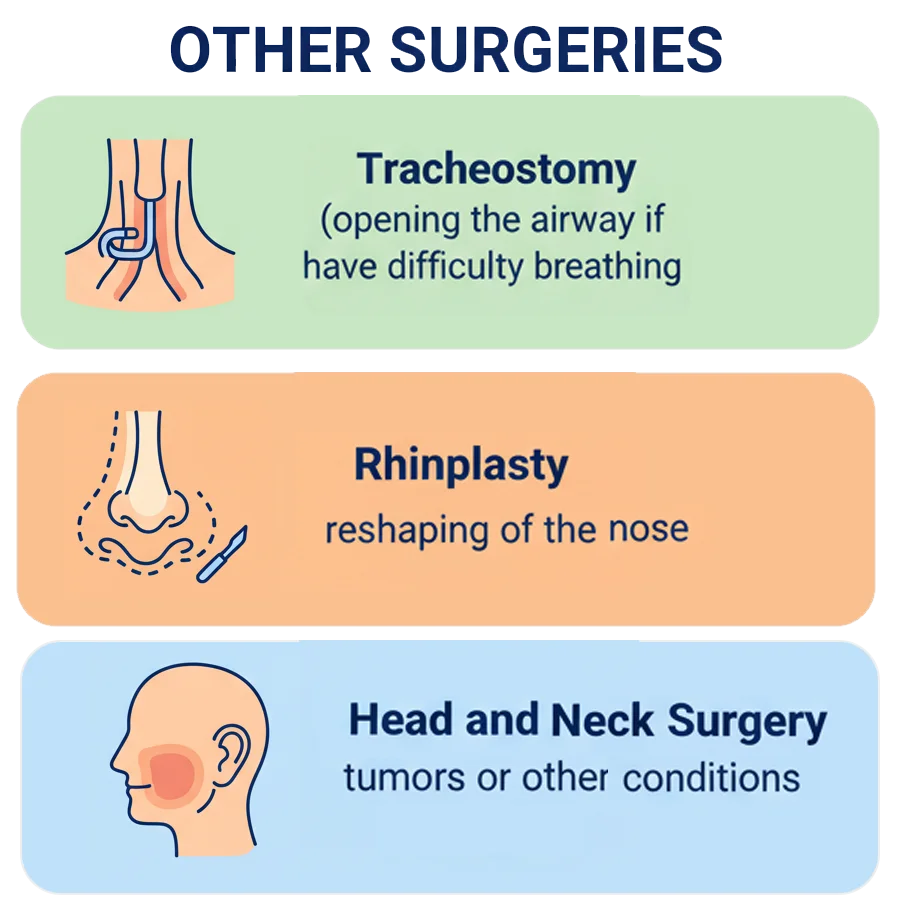 OTHER SURGERIES
Tracheostomy
(opening the airway if
have difficulty breathing
Rhinplasty
reshaping of the nose
Head and Neck Surgery
tumors or other conditions